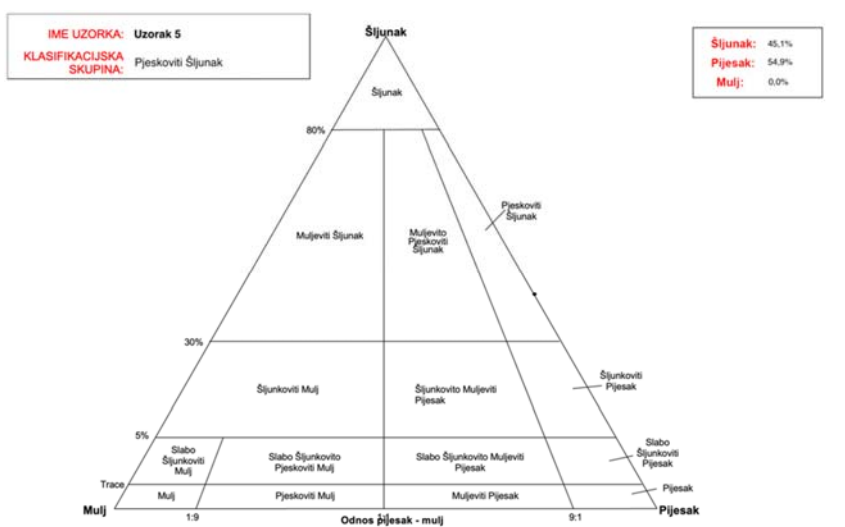 IME UZORKA: Uzorak 5
KLASIFIKACIJSKA
SKUPINA: Pjeskoviti Šljunak
Šljunak: 45,1%
Pijesak: 54,9%
Mulj: 0,0%
Šljunak
Šljunak
80%
Pjeskoviti
Šljunak
Muljeviti Šljunak
Muljevito
Pjeskoviti
Šljunak
30%
Šljunkoviti
Pijesak
Šljunkoviti Mulj
Šljunkovito Muljeviti
Pijesak
5%
Slabo
Šljunkoviti
Mulj
Slabo Šljunkovito
Pjeskoviti Mulj
Slabo Šljunkovito Muljeviti
Pijesak
Slabo
Šljunkoviti
Pijesak
Trace
Mulj
Pjeskoviti Mulj
Muljeviti Pijesak
Pijesak
Mulj
Pijesak
1:9
1:1
9:1
Odnos pijesak - mulj